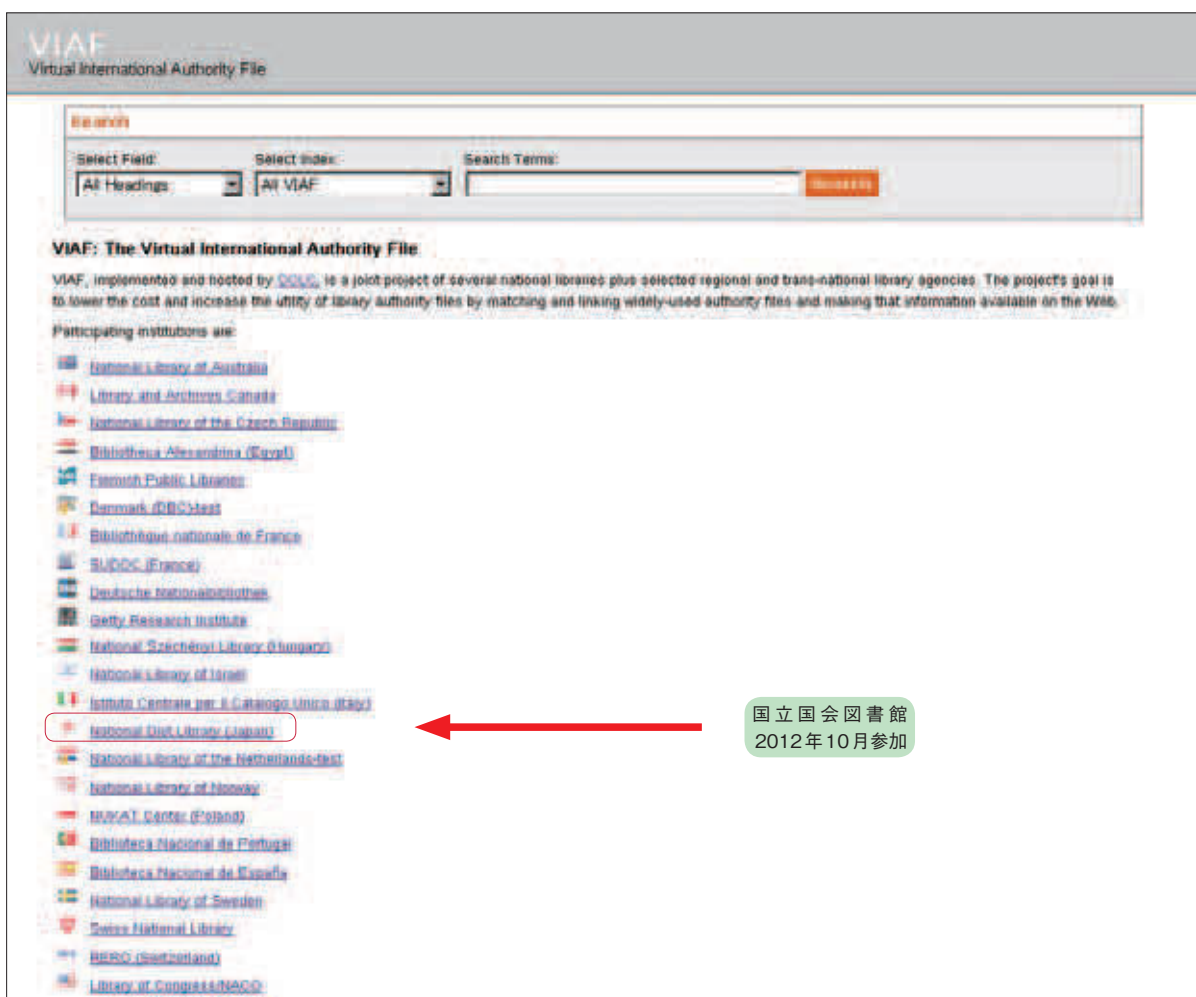 VIAF
Virtual International Authority File
Search
Select Field: Select Index: Search Terms:
All Headings All VIAF
VIAF: The Virtual International Authority File
VIAF, implemented and hosted by OCLC, is a joint project of several national libraries plus selected regional and trans-national library agencies. The project's goal is
to lower the cost and increase the utility of library authority files by matching and linking widely-used authority files and making that information available on the Web.
Participating institutions are:
National Library of Australia
Library and Archives Canada
National Library of the Czech Republic
Bibliotheca Alexandrina (Egypt)
Flemish Public Libraries
Denmark (DBC)-test
Bibliothèque nationale de France
SUDOC (France)
Deutsche Nationalbibliothek
Getty Research Institute
National Széchényi Library (Hungary)
National Library of Israel
Istituto Centrale per il Catalogo Unico (Italy)
National Diet Library (Japan)
国立国会図書館
2012年10月参加
National Library of the Netherlands-test
National Library of Norway
NUKAT Center (Poland)
Biblioteca Nacional de Portugal
Biblioteca Nacional de España
National Library of Sweden
Swiss National Library
RERO (Switzerland)
Library of Congress/NACO